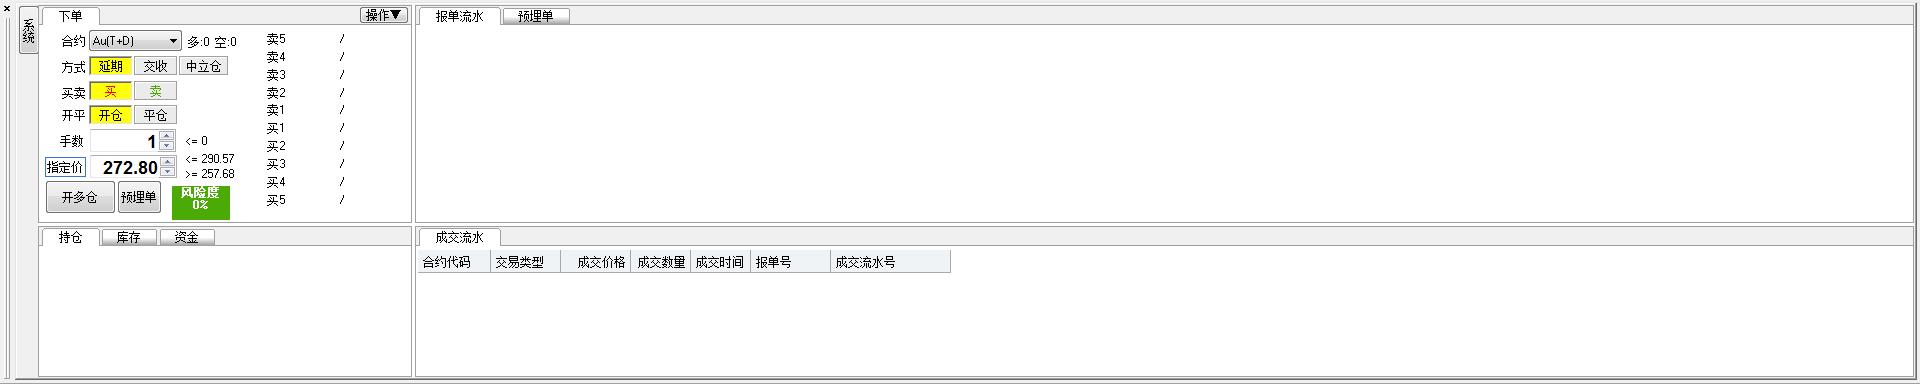 系统
下单
操作▼
合约 Au(T+D) 多:0 空:0
方式 延期 交收 中立仓
买卖 买 卖
开平 开仓 平仓
手数 1 <= 0
指定价 272.80 <= 290.57
>= 257.68
开多仓 预埋单 风险度
0%
卖5 /
卖4 /
卖3 /
卖2 /
卖1 /
买1 /
买2 /
买3 /
买4 /
买5 /
报单流水 预埋单
持仓 库存 资金
成交流水
合约代码 交易类型 成交价格 成交数量 成交时间 报单号 成交流水号